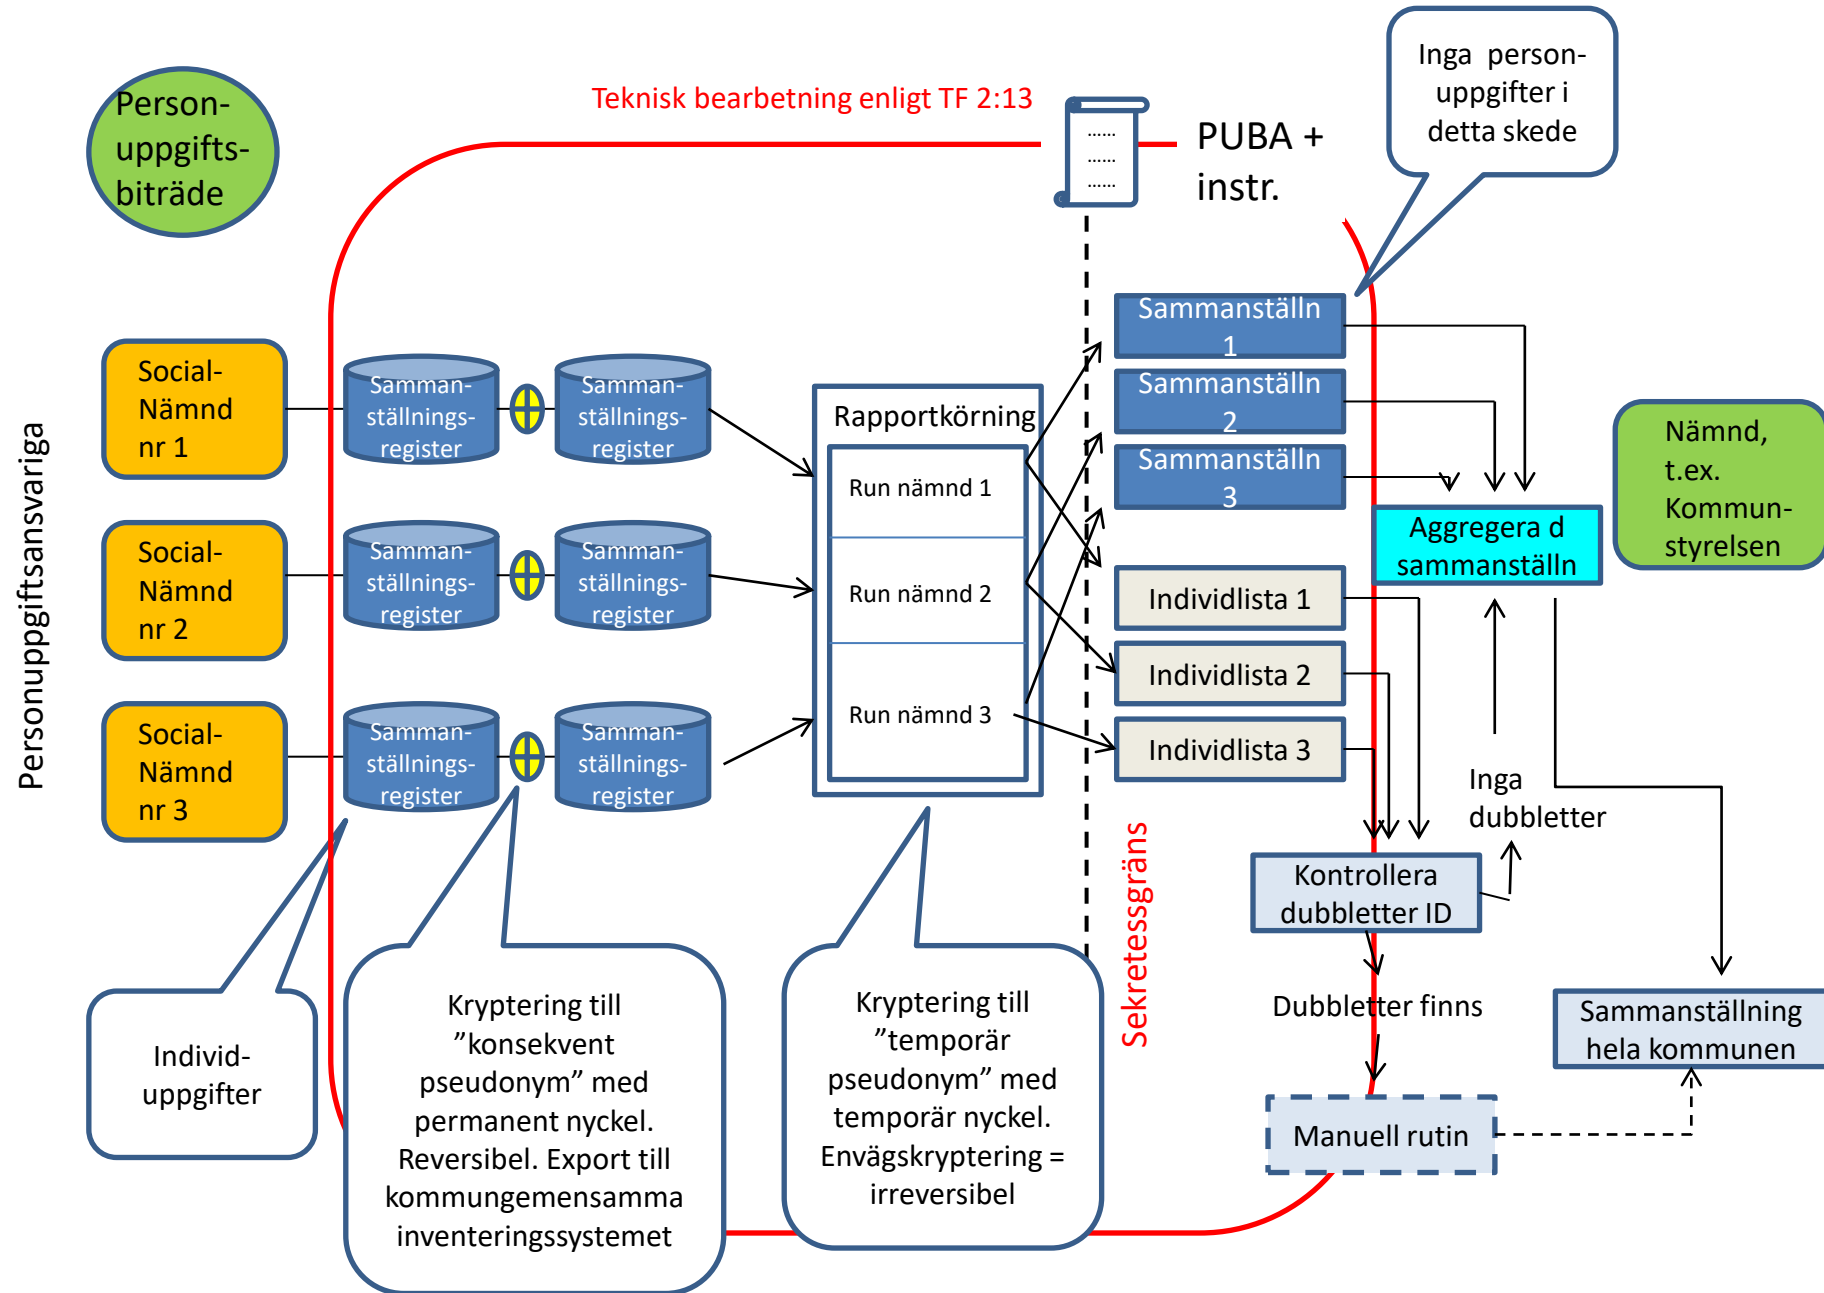 Person-
uppgifts-
biträde
Teknisk bearbetning enligt TF 2:13
......
......
......
PUBA +
instr.
Inga person-
uppgifter i
detta skede
Personuppgiftsansvariga
Social-
Nämnd
nr 1
Samman-
ställnings-
register
Samman-
ställnings-
register
Social-
Nämnd
nr 2
Samman-
ställnings-
register
Samman-
ställnings-
register
Social-
Nämnd
nr 3
Samman-
ställnings-
register
Samman-
ställnings-
register
Rapportkörning
Run nämnd 1
Run nämnd 2
Run nämnd 3
Sammanställn
1
Sammanställn
2
Sammanställn
3
Individlista 1
Individlista 2
Individlista 3
Aggregera d
sammanställn
Nämnd,
t.ex.
Kommun-
styrelsen
Inga
dubbletter
Kontrollera
dubbletter ID
Sekretessgräns
Dubbletter finns
Manuell rutin
Sammanställning
hela kommunen
Individ-
uppgifter
Kryptering till
”konsekvent
pseudonym” med
permanent nyckel.
Reversibel. Export till
kommungemensamma
inventeringssystemet
Kryptering till
”temporär
pseudonym” med
temporär nyckel.
Envägskryptering =
irreversibel